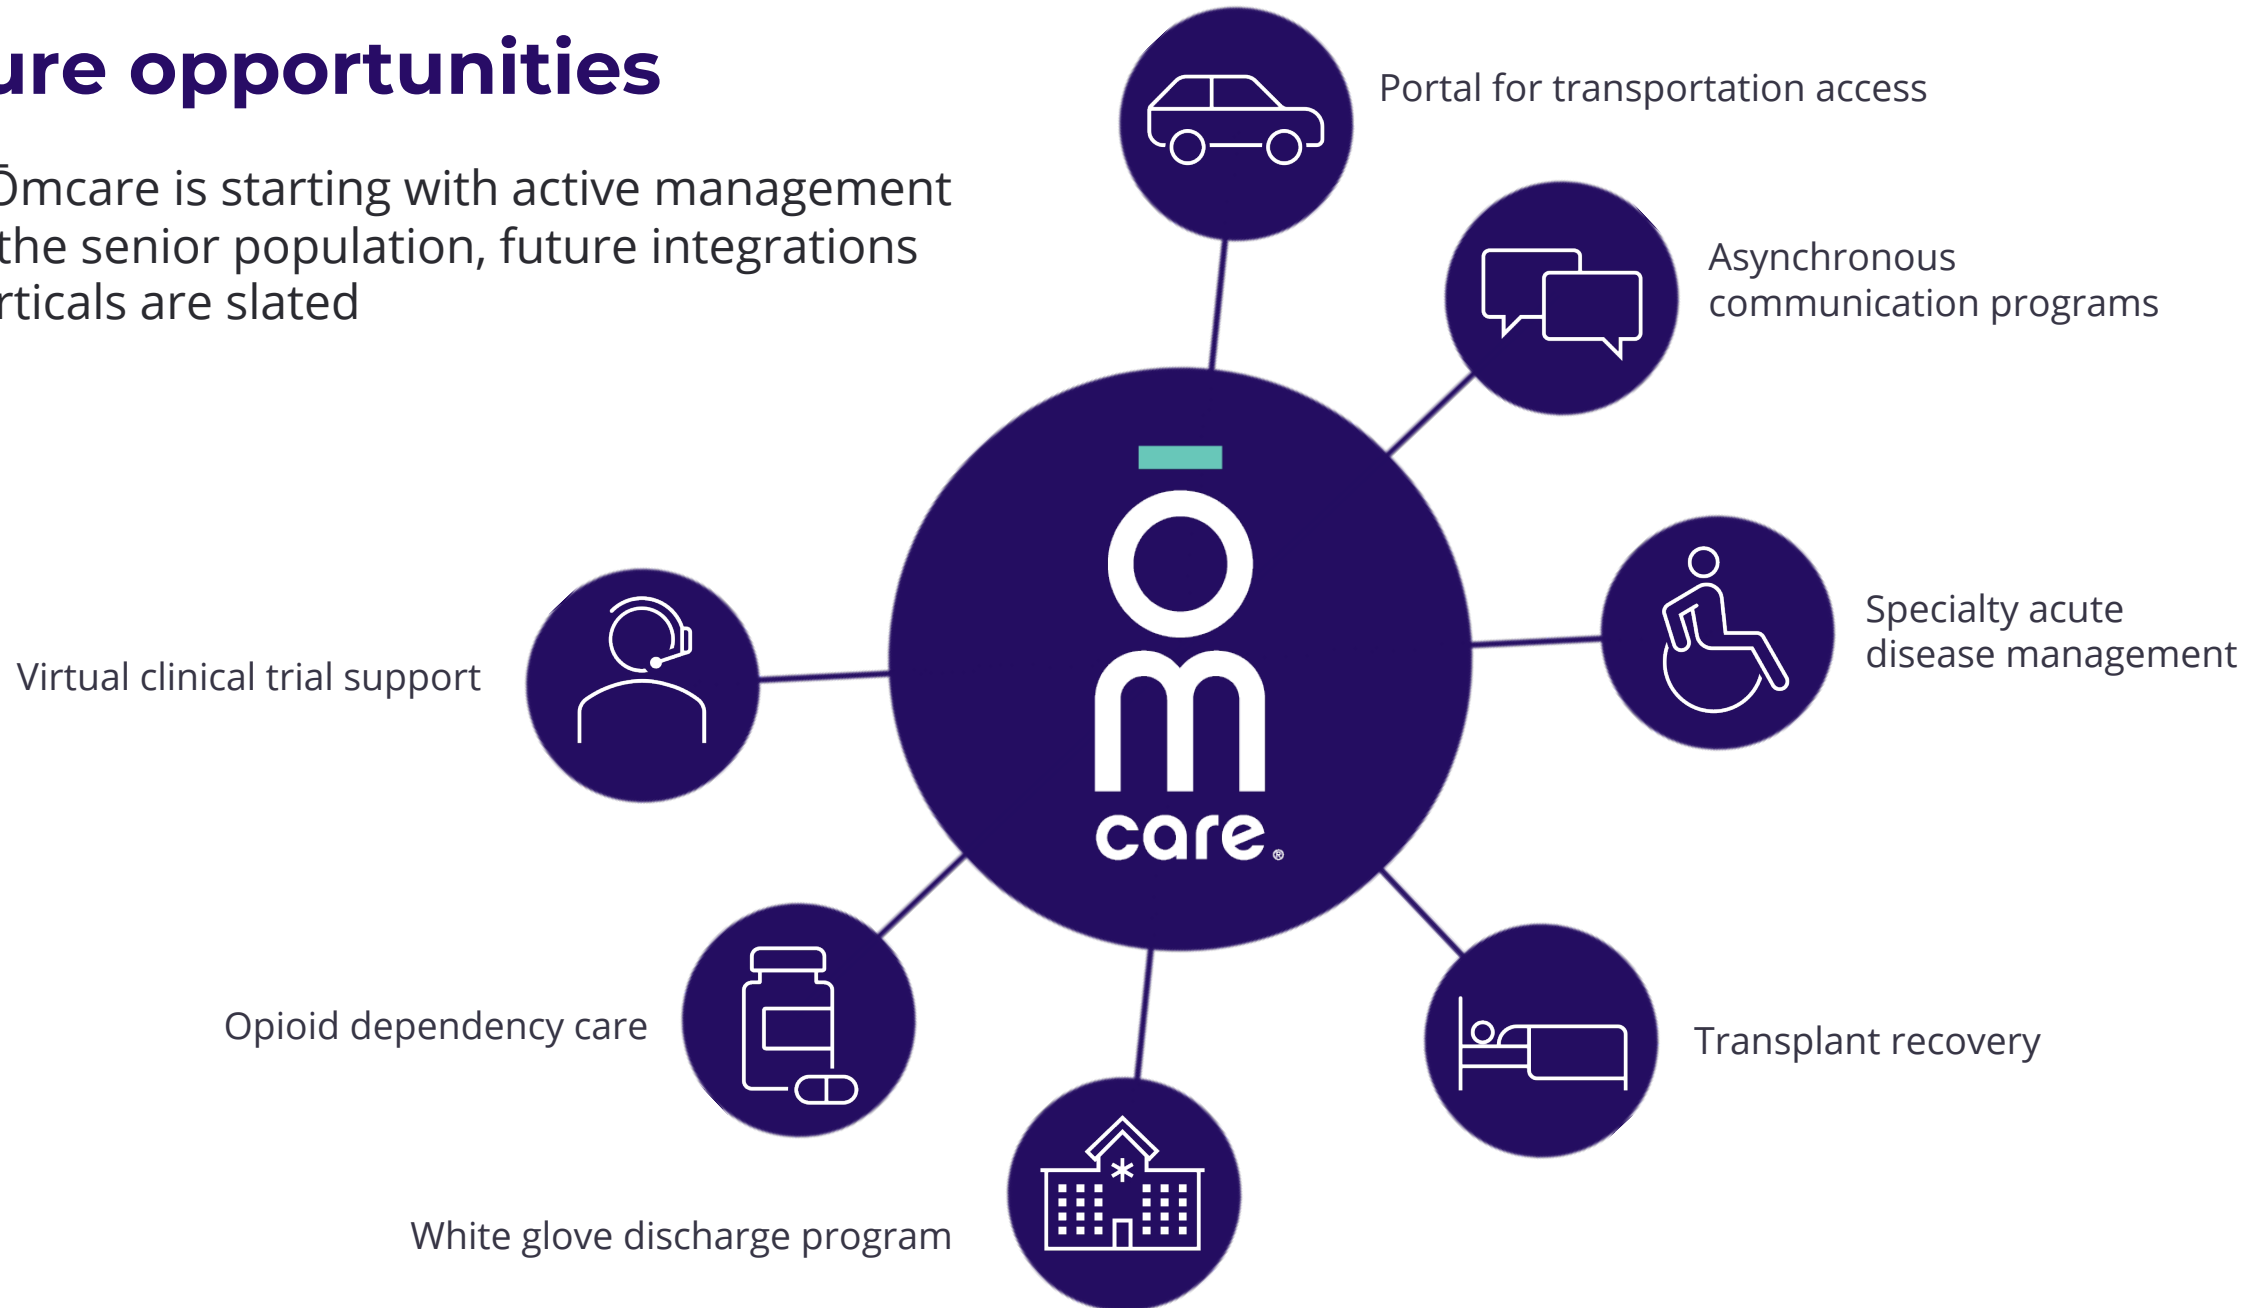 ure opportunities
Ōmcare is starting with active management
the senior population, future integrations
rticals are slated
Portal for transportation access
Asynchronous
communication programs
Specialty acute
disease management
Transplant recovery
White glove discharge program
Opioid dependency care
Virtual clinical trial support
ōm
care®